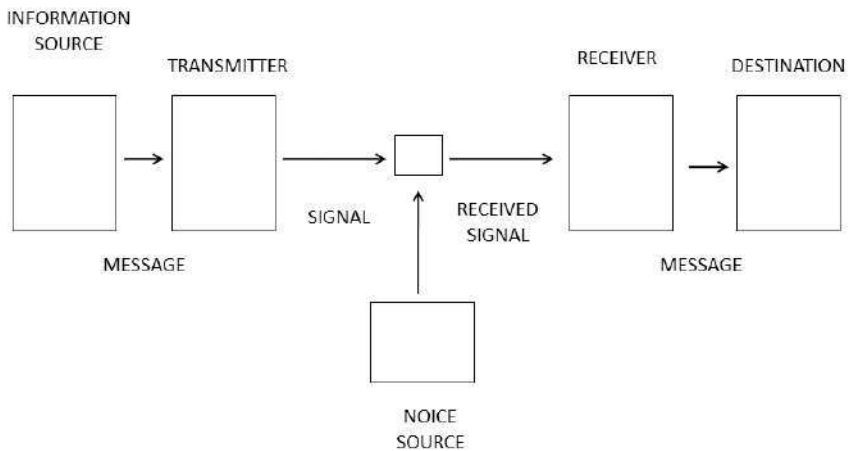 INFORMATION
SOURCE
TRANSMITTER
RECEIVER
DESTINATION
SIGNAL
RECEIVED
SIGNAL
MESSAGE
MESSAGE
NOICE
SOURCE